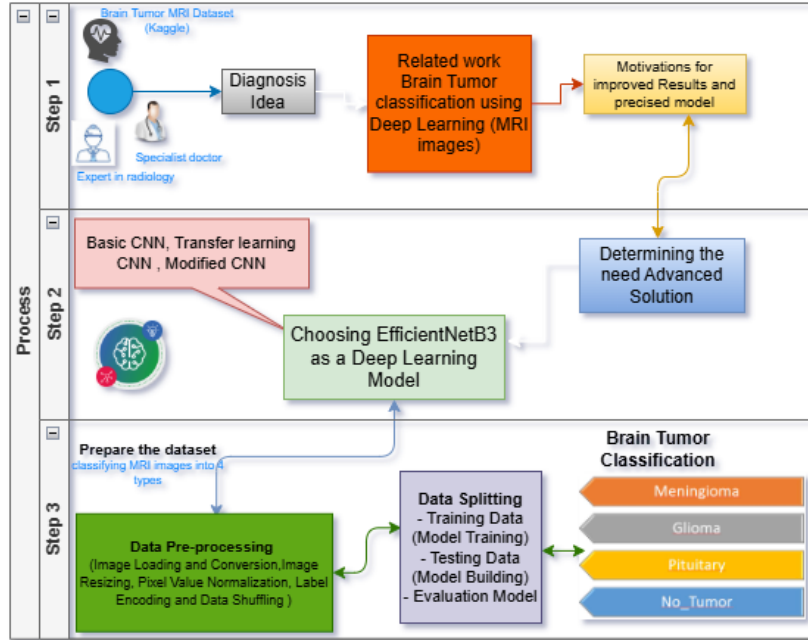 Process
Step 1
Brain Tumor MRI Dataset
(Kaggle)
Specialist doctor
Expert in radiology
Diagnosis
Idea
Related work
Brain Tumor
classification using
Deep Learning (MRI
images)
Motivations for
improved Results and
precised model
Step 2
Basic CNN, Transfer learning
CNN , Modified CNN
Determining the
need Advanced
Solution
Choosing EfficientNetB3
as a Deep Learning
Model
Step 3
Prepare the dataset
classifying MRI images into 4
types
Data Pre-processing
(Image Loading and Conversion,Image
Resizing, Pixel Value Normalization, Label
Encoding and Data Shuffling )
Data Splitting
- Training Data
(Model Training)
- Testing Data
(Model Building)
- Evaluation Model
Brain Tumor
Classification
Meningioma
Glioma
Pituitary
No_Tumor